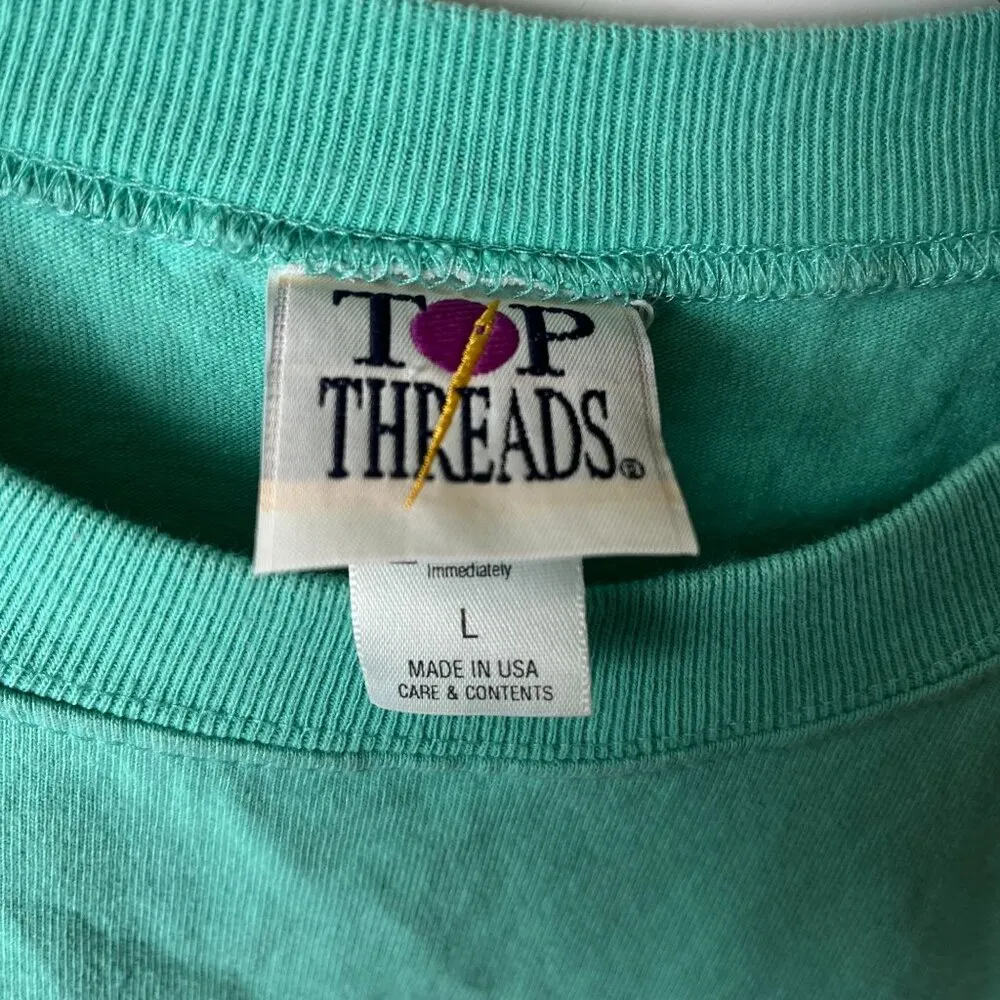 TOP
THREADS®
Immediately
L
MADE IN USA
CARE & CONTENTS